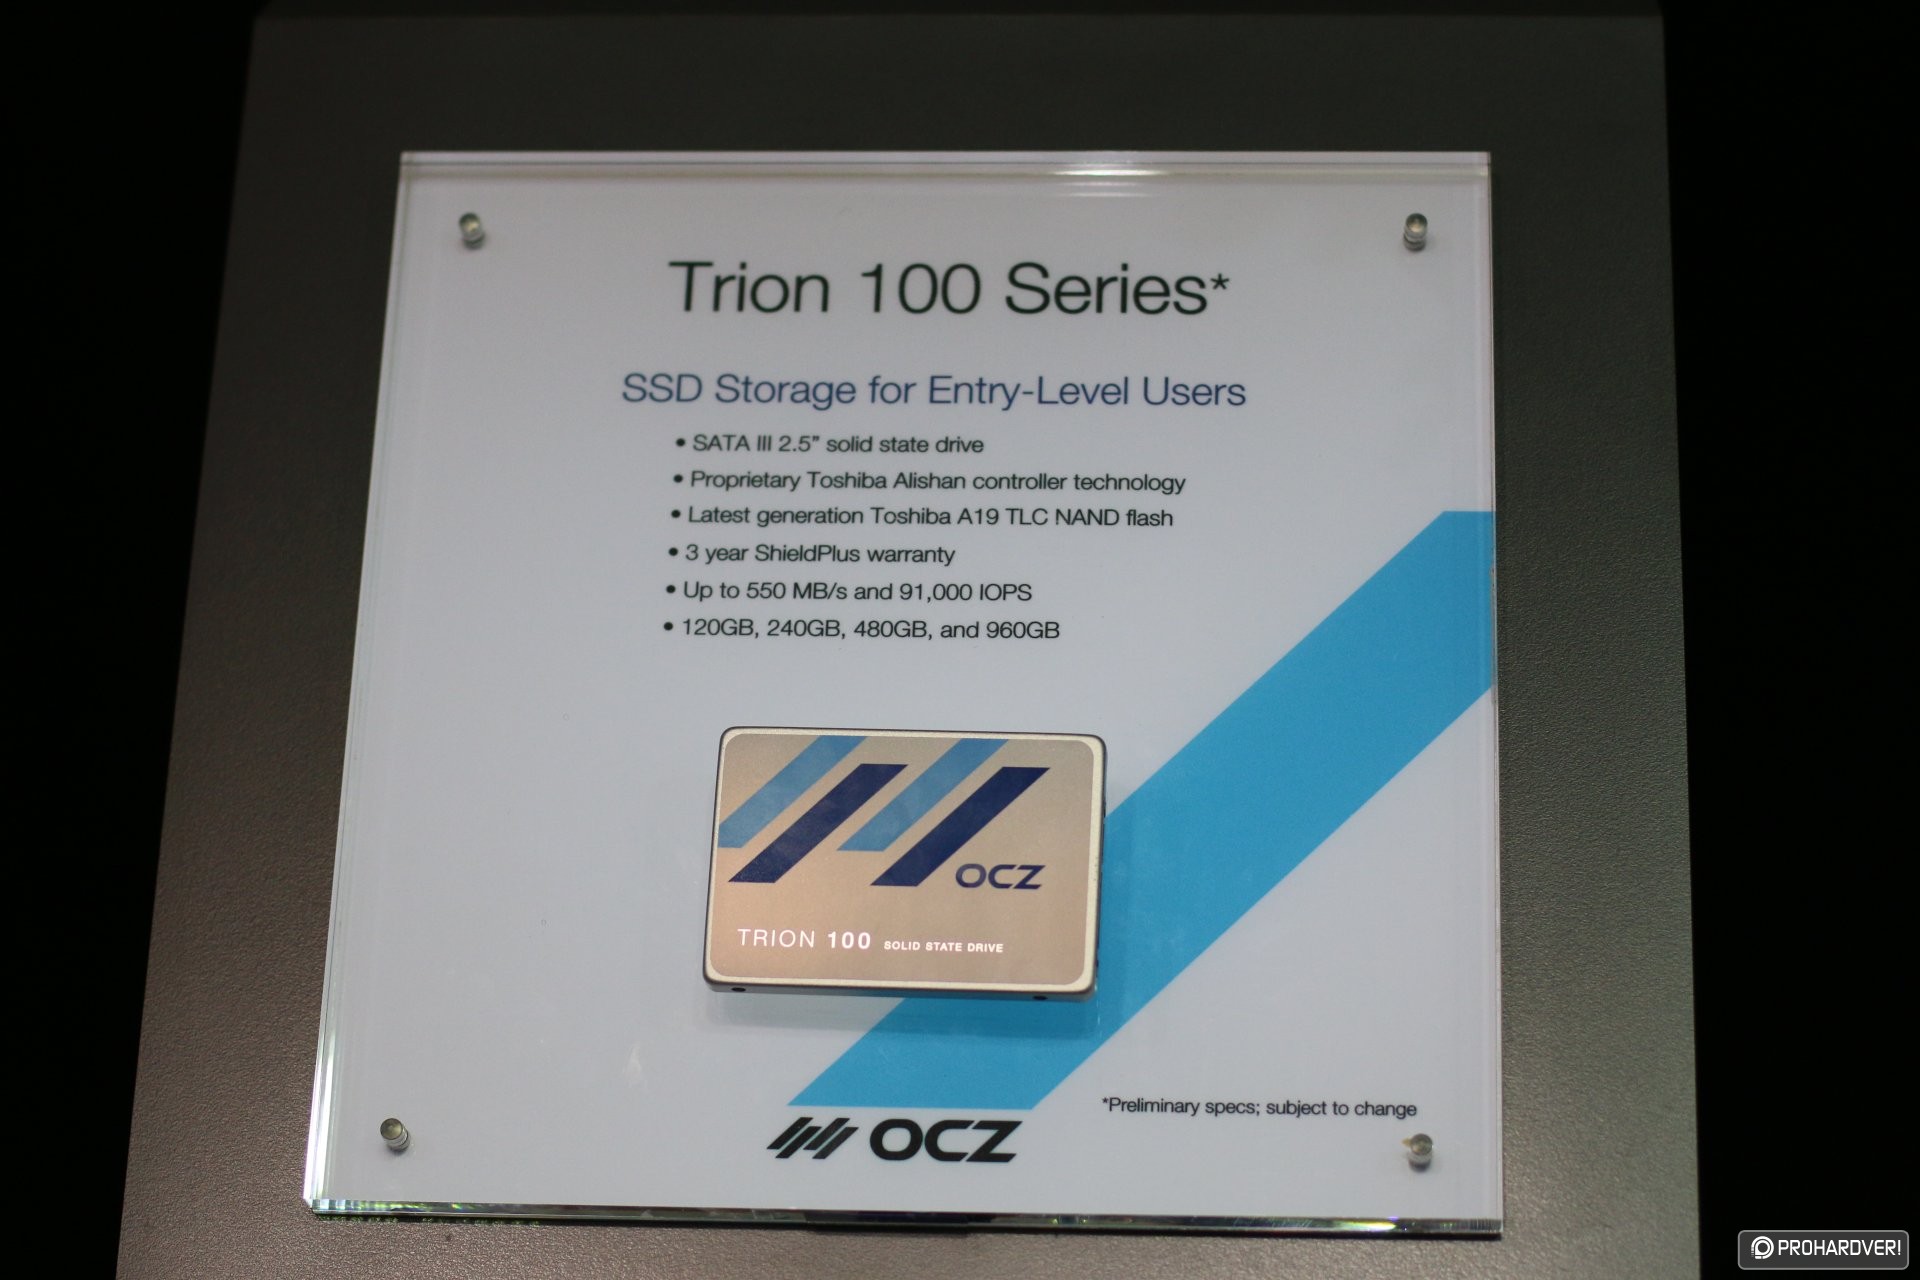 Trion 100 Series*
SSD Storage for Entry-Level Users
• SATA III 2.5” solid state drive
• Proprietary Toshiba Alishan controller technology
• Latest generation Toshiba A19 TLC NAND flash
• 3 year ShieldPlus warranty
• Up to 550 MB/s and 91,000 IOPS
• 120GB, 240GB, 480GB, and 960GB
OCZ
TRION 100 SOLID STATE DRIVE
*Preliminary specs; subject to change
OCZ
PROHARDVER!